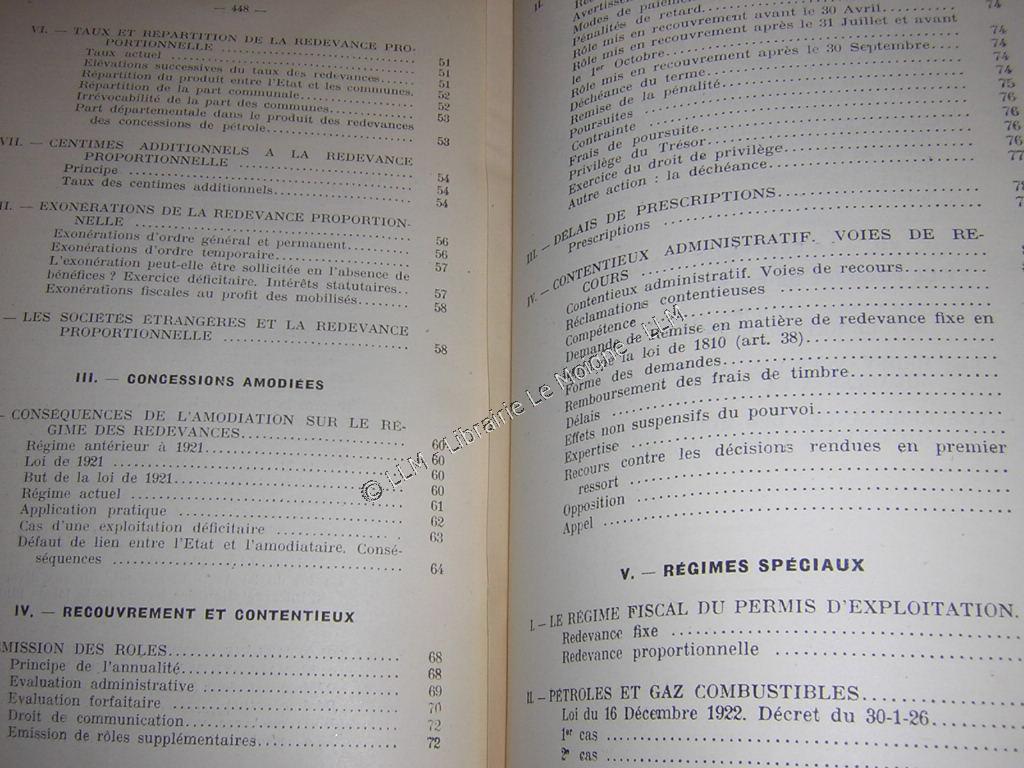 — 448 —
VI. — TAUX ET REPARTITION DE LA REDEVANCE PRO-
PORTIONNELLE
Taux actuel 51
Elévations successives du taux des redevances 51
Répartition du produit entre l'Etat et les communes. 51
Répartition de la part communale 52
Irrévocabilité de la part des communes 52
Part départementale dans le produit des redevances 53
des concessions de pétrole 53
VII. — CENTIMES ADDITIONNELS A LA REDEVANCE
PROPORTIONNELLE 54
Principe 54
Taux des centimes additionnels 54
II. — EXONERATIONS DE LA REDEVANCE PROPORTION-
NELLE 56
Exonérations d'ordre général et permanent 56
Exonérations d'ordre temporaire 57
L'exonération peut-elle être sollicitée en l'absence de
bénéfices ? Exercice déficitaire. Intérêts statutaires 57
Exonérations fiscales au profit des mobilisés 58
— LES SOCIÉTÉS ÉTRANGÈRES ET LA REDEVANCE
PROPORTIONNELLE 58
III. — CONCESSIONS AMODIÉES
— CONSÉQUENCES DE L'AMODIATION SUR LE RÉ-
GIME DES REDEVANCES 60
Régime antérieur à 1921 60
Loi de 1921 60
But de la loi de 1921 60
Régime actuel 61
Application pratique 62
Cas d'une exploitation déficitaire 63
Défaut de lien entre l'Etat et l'amodiataire. Consé-
séquences 64
IV. — RECOUVREMENT ET CONTENTIEUX
MISSION DES ROLES 68
Principe de l'annualité 68
Evaluation administrative 69
Evaluation forfaitaire 70
Droit de communication 72
Emission de rôles supplémentaires 72
II.
Modes de paiement
Pénalités de retard 74
Rôle mis en recouvrement avant le 30 Avril
Rôle mis en recouvrement après le 31 Juillet et avant
le 1er Octobre 74
Rôle mis en recouvrement après le 30 Septembre 74
Déchéance du terme 74
Remise de la pénalité 75
Poursuites 76
Contrainte 76
Frais de poursuite 76
Privilège du Trésor 76
Exercice du droit de privilège 77
Autre action : la déchéance
III. — DÉLAIS DE PRESCRIPTIONS
Prescriptions
IV. — CONTENTIEUX ADMINISTRATIF. VOIES DE RE-
COURS
Contentieux administratif. Voies de recours
Réclamations contentieuses
Compétence
Demande de Remise en matière de redevance fixe en
la loi de 1810 (art. 38)
Forme des demandes
Remboursement des frais de timbre
Délais
Effets non suspensifs du pourvoi
Expertise
Recours contre les décisions rendues en premier
ressort
Opposition
Appel
V. — RÉGIMES SPÉCIAUX
I. — LE RÉGIME FISCAL DU PERMIS D'EXPLOITATION.
Redevance fixe
Redevance proportionnelle
II. — PÉTROLES ET GAZ COMBUSTIBLES
Loi du 16 Décembre 1922. Décret du 30-1-26
1er cas
2e cas
© LLM - Librairie Le Moigne - LLM